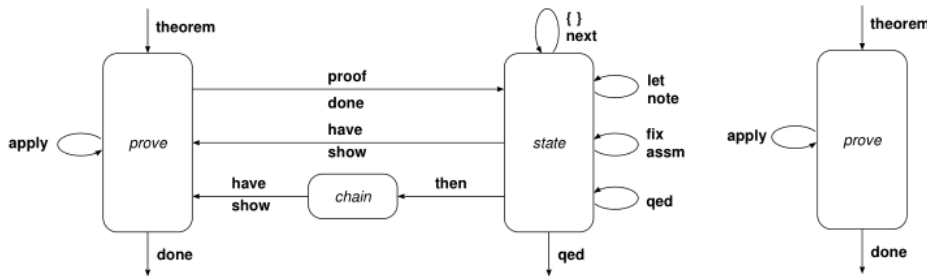 theorem
{ }
next
theorem
proof
done
let
note
apply
prove
have
show
state
fix
assm
apply
prove
have
show
chain
then
qed
done
qed
done